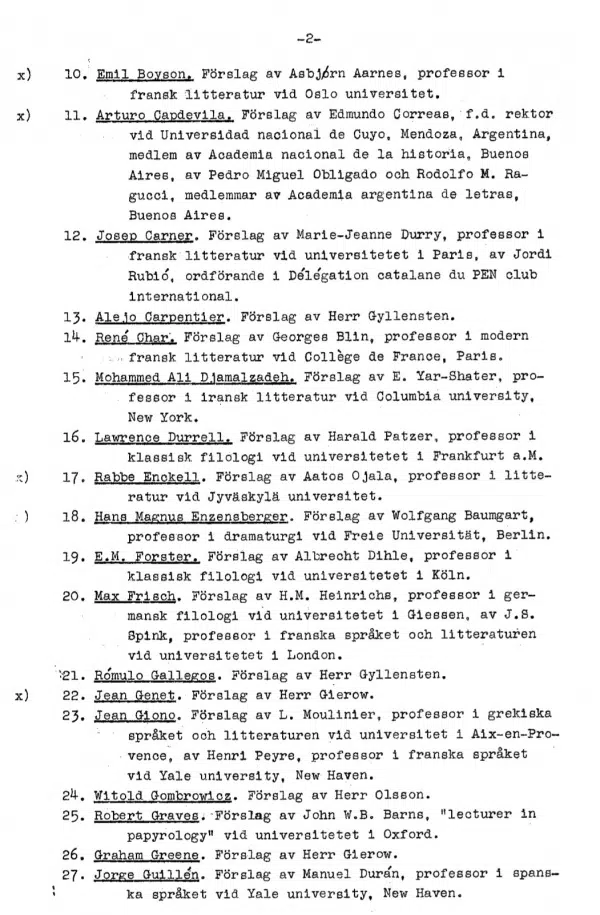 -2-
x) 10. Emil Boyson. Förslag av Asbjørn Aarnes, professor i
fransk litteratur vid Oslo universitet.
x) 11. Arturo Capdevila. Förslag av Edmundo Correas, f.d. rektor
vid Universidad nacional de Cuyo, Mendoza, Argentina,
medlem av Academia nacional de la historia, Buenos
Aires, av Pedro Miguel Obligado och Rodolfo M. Ra-
gucci, medlemmar av Academia argentina de letras,
Buenos Aires.
12. Josep Carner. Förslag av Marie-Jeanne Durry, professor i
fransk litteratur vid universitetet i Paris, av Jordi
Rubió, ordförande i Délégation catalane du PEN club
international.
13. Alejo Carpentier. Förslag av Herr Gyllensten.
14. René Char. Förslag av Georges Blin, professor i modern
fransk litteratur vid Collège de France, Paris.
15. Mohammed Ali Djamalzadeh. Förslag av E. Yar-Shater, pro-
fessor i iransk litteratur vid Columbia university,
New York.
16. Lawrence Durrell. Förslag av Harald Patzer, professor i
klassisk filologi vid universitetet i Frankfurt a.M.
x) 17. Rabbe Enckell. Förslag av Aatos Ojala, professor i litte-
ratur vid Jyväskylä universitet.
) 18. Hans Magnus Enzensberger. Förslag av Wolfgang Baumgart,
professor i dramaturgi vid Freie Universität, Berlin.
19. E.M. Forster. Förslag av Albrecht Dihle, professor i
klassisk filologi vid universitetet i Köln.
20. Max Frisch. Förslag av H.M. Heinrichs, professor i ger-
mansk filologi vid universitetet i Giessen, av J.S.
Spink, professor i franska språket och litteraturen
vid universitetet i London.
21. Rómulo Gallegos. Förslag av Herr Gyllensten.
x) 22. Jean Genet. Förslag av Herr Gierow.
23. Jean Giono. Förslag av L. Moulinier, professor i grekiska
språket och litteraturen vid universitetet i Aix-en-Pro-
vence, av Henri Peyre, professor i franska språket
vid Yale university, New Haven.
24. Witold Gombrowicz. Förslag av Herr Olsson.
25. Robert Graves. Förslag av John W.B. Barns, "lecturer in
papyrology" vid universitetet i Oxford.
26. Graham Greene. Förslag av Herr Gierow.
27. Jorge Guillén. Förslag av Manuel Durán, professor i spans-
ka språket vid Yale university, New Haven.